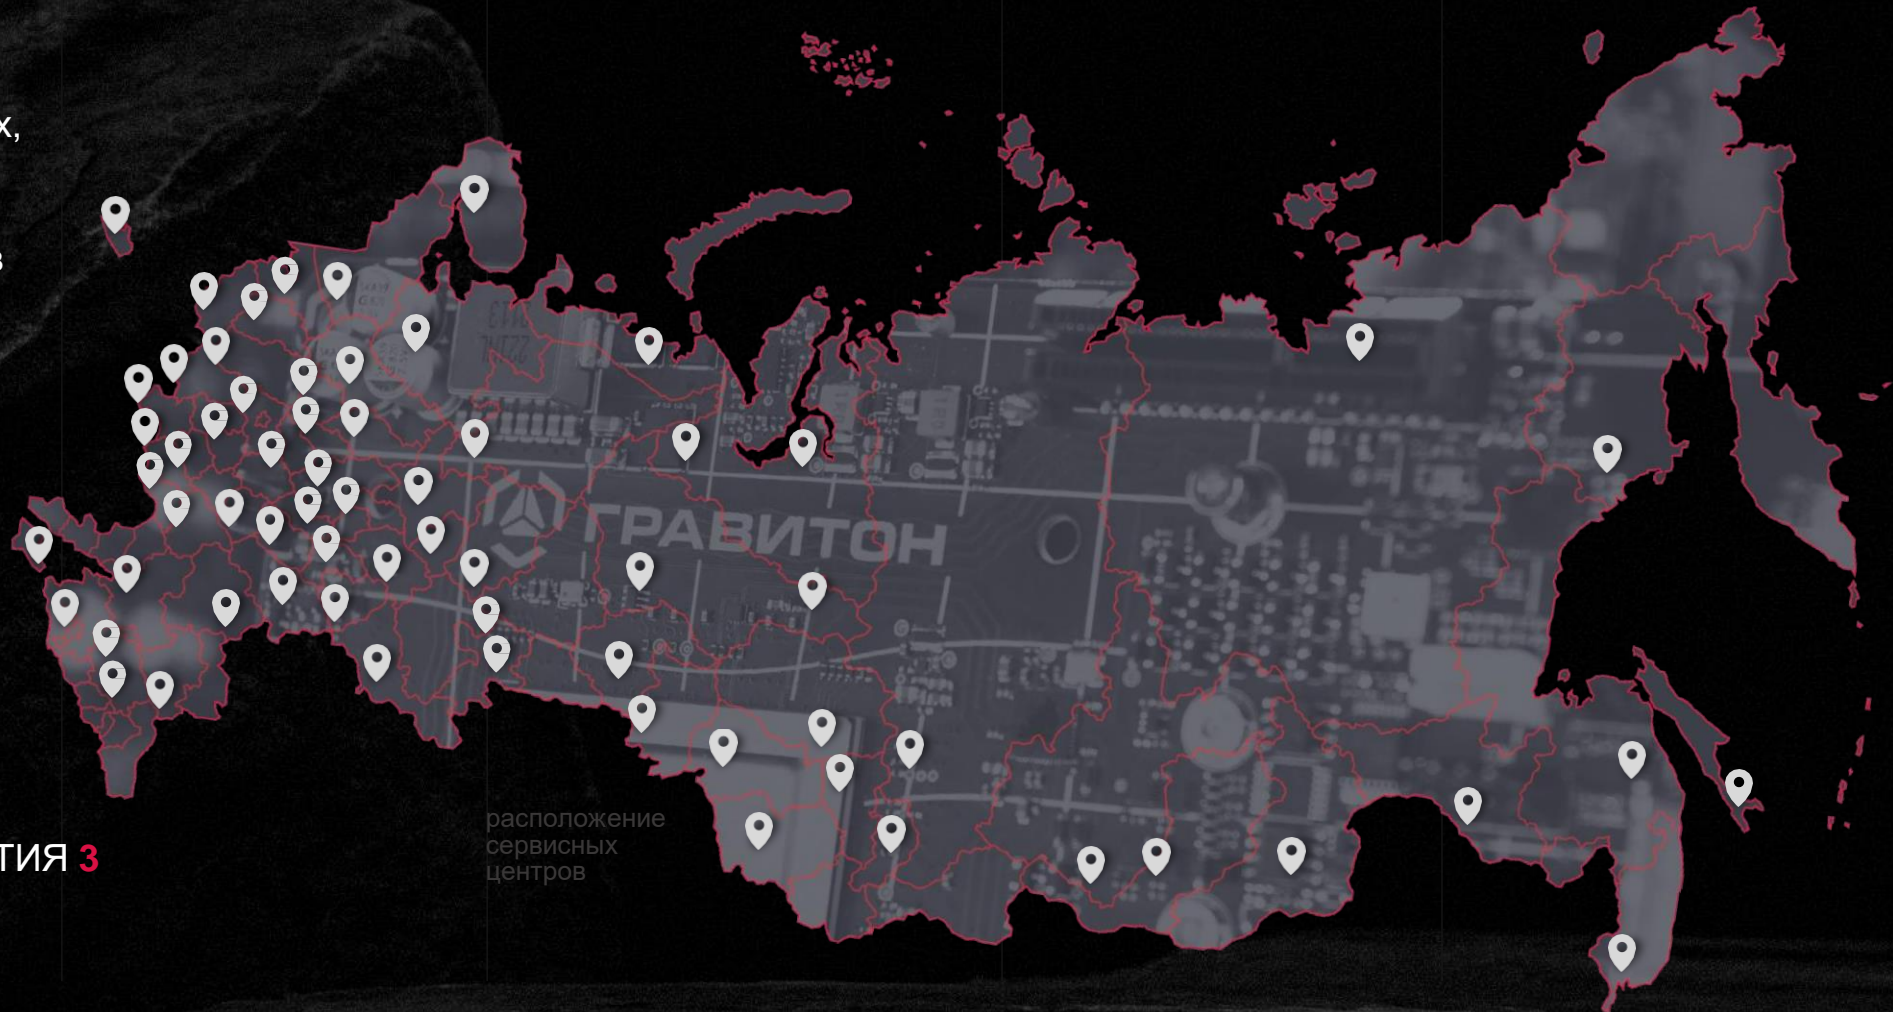 х,
в
ГРАВИТОН
расположение
сервисных
центров
ТИЯ 3